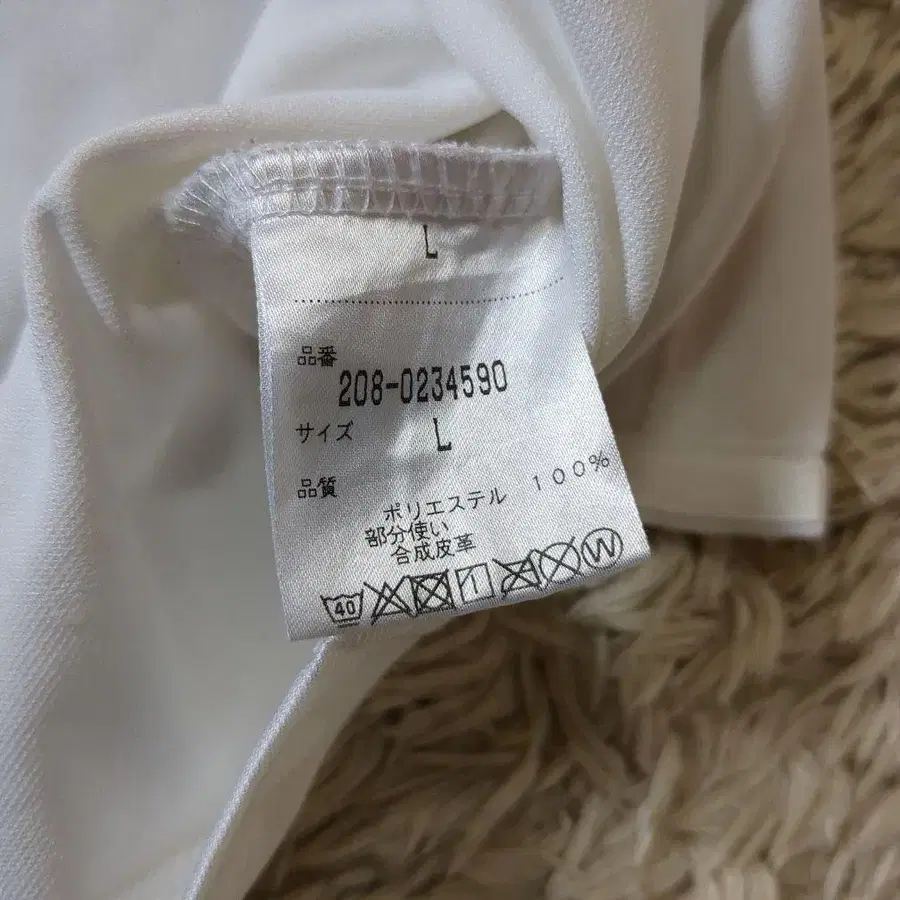 L
品番
208-0234590
サイズ L
品質
ポリエステル 100%
部分使い
合成皮革
40 W